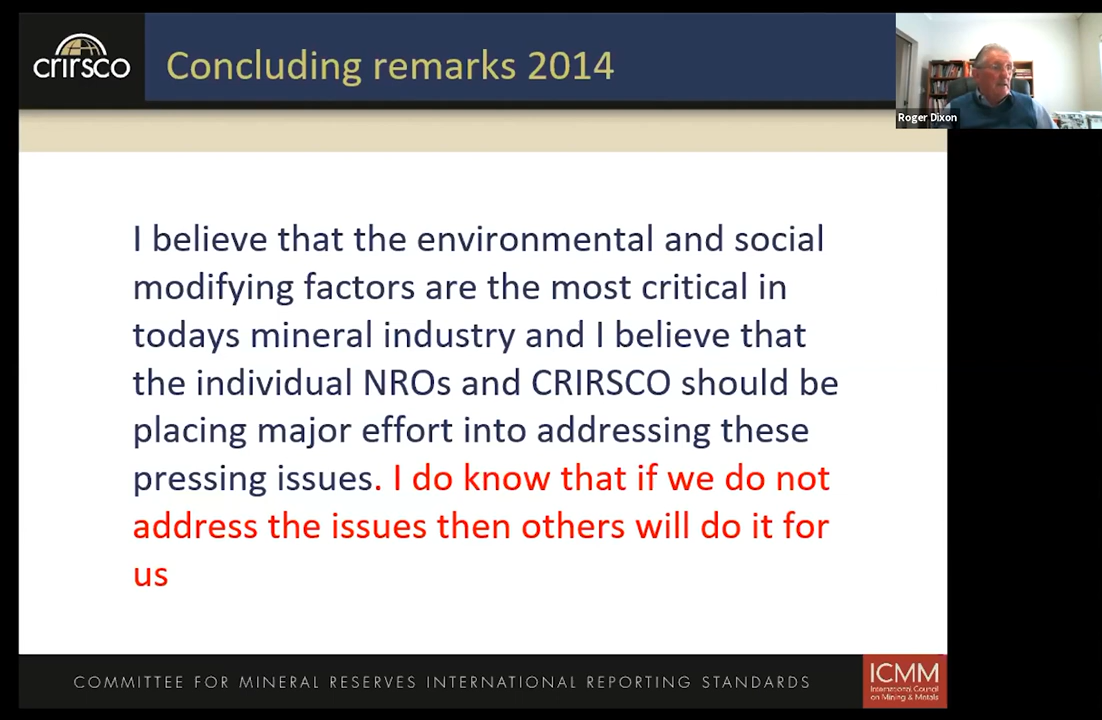 crirsco
Concluding remarks 2014
Roger Dixon
I believe that the environmental and social
modifying factors are the most critical in
todays mineral industry and I believe that
the individual NROs and CRIRSCO should be
placing major effort into addressing these
pressing issues. I do know that if we do not
address the issues then others will do it for
us
COMMITTEE FOR MINERAL RESERVES INTERNATIONAL REPORTING STANDARDS
ICMM
International Council
on Mining & Metals